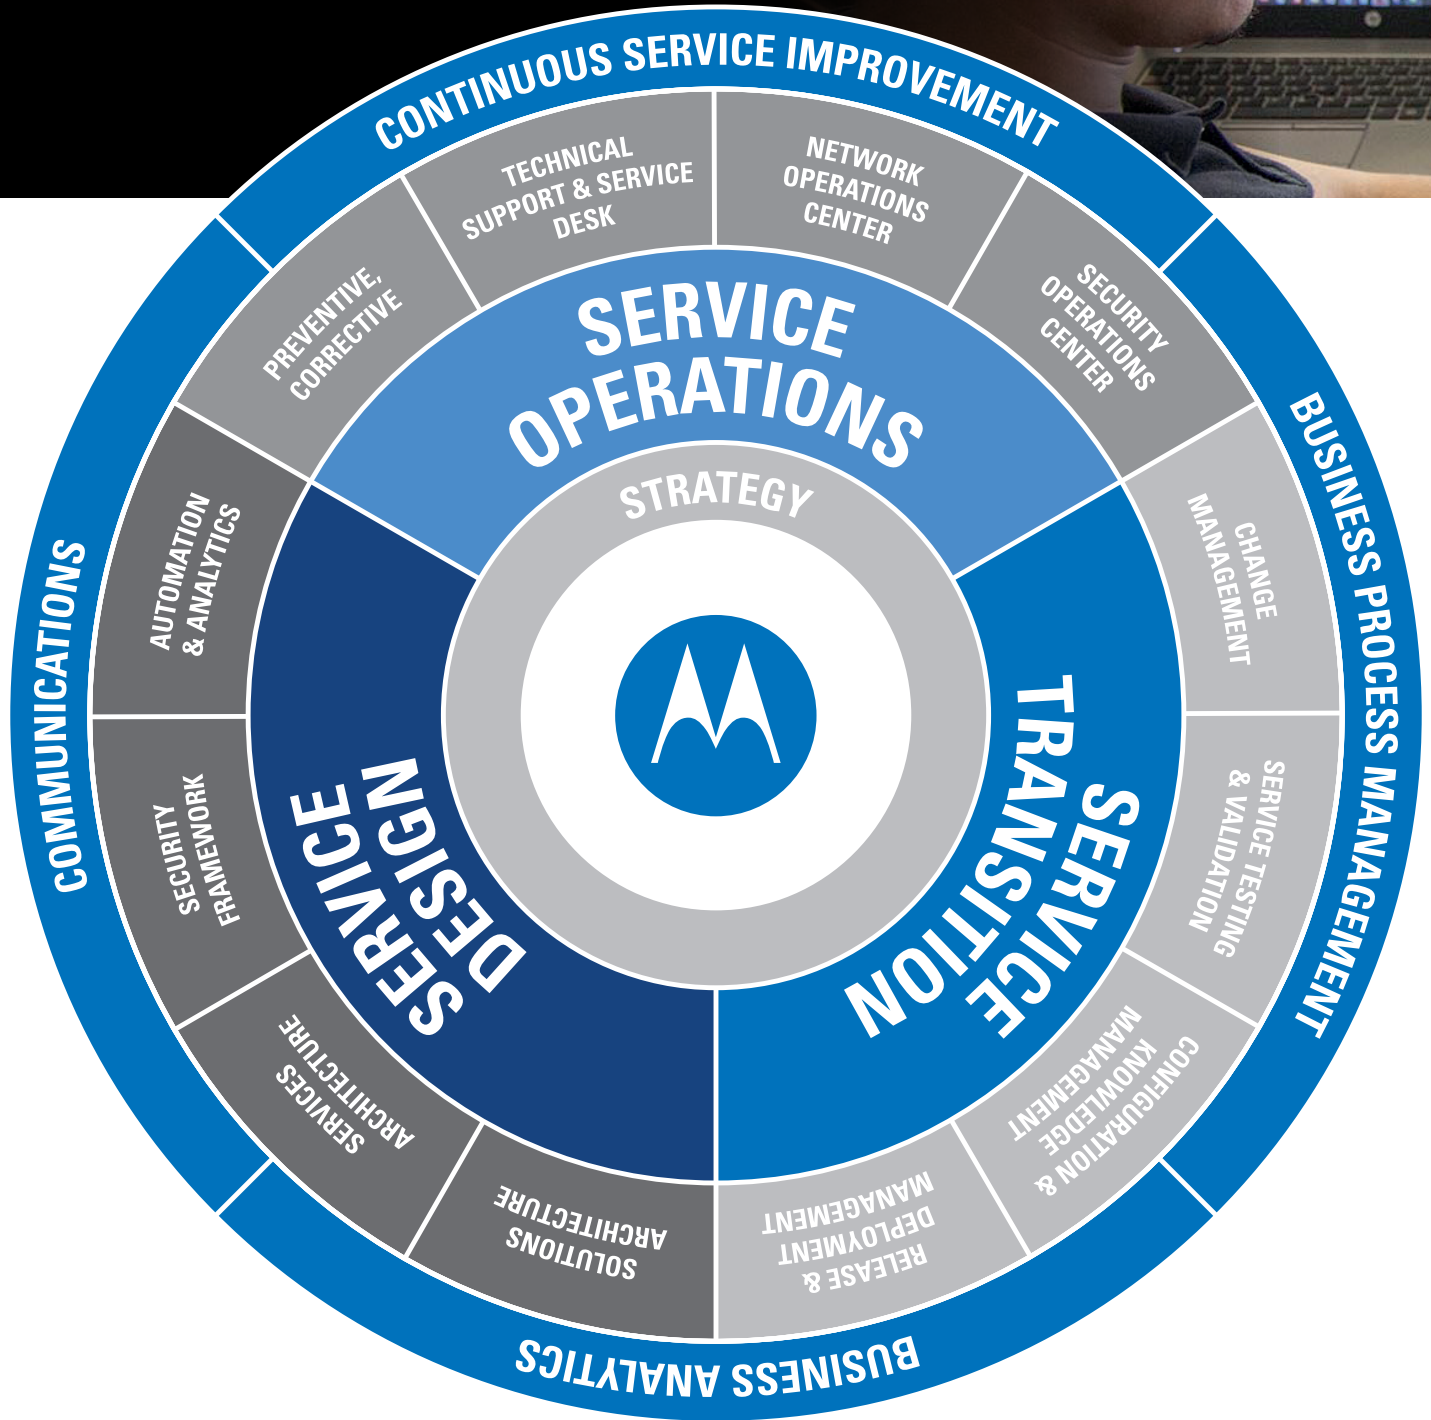 CONTINUOUS SERVICE IMPROVEMENT
TECHNICAL
SUPPORT & SERVICE
DESK
NETWORK
OPERATIONS
CENTER
PREVENTIVE,
CORRECTIVE
SECURITY
OPERATIONS
CENTER
SERVICE
OPERATIONS
STRATEGY
BUSINESS PROCESS MANAGEMENT
CHANGE
MANAGEMENT
SERVICE TESTING
& VALIDATION
CONFIGURATION &
KNOWLEDGE
MANAGEMENT
RELEASE &
DEPLOYMENT
MANAGEMENT
SERVICE
TRANSITION
BUSINESS ANALYTICS
SOLUTIONS
ARCHITECTURE
SERVICES
ARCHITECTURE
SECURITY
FRAMEWORK
AUTOMATION
& ANALYTICS
SERVICE
DESIGN
COMMUNICATIONS